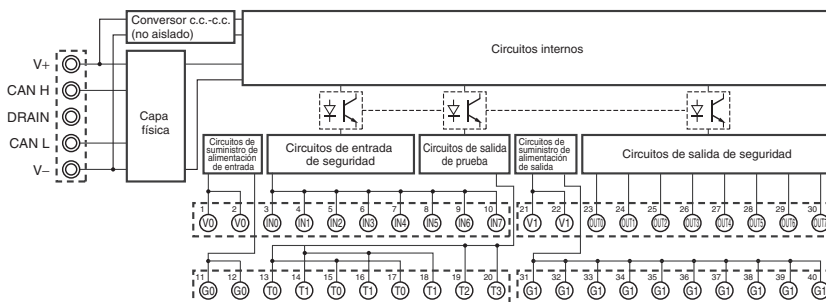 Conversor c.c.-c.c.
(no aislado)
Circuitos internos
V+
CAN H
DRAIN
CAN L
V–
Capa
física
Circuitos de
suministro de
alimentación
de entrada
Circuitos de entrada
de seguridad
Circuitos de salida
de prueba
Circuitos de
suministro de
alimentación
de salida
Circuitos de salida de seguridad
1 2 3 4 5 6 7 8 9 10
V0 V0 IN0 IN1 IN2 IN3 IN4 IN5 IN6 IN7
21 22 23 24 25 26 27 28 29 30
V1 V1 OUT0 OUT1 OUT2 OUT3 OUT4 OUT5 OUT6 OUT7
11 12 13 14 15 16 17 18 19 20
G0 G0 T0 T1 T0 T1 T0 T1 T2 T3
31 32 33 34 35 36 37 38 39 40
G1 G1 G1 G1 G1 G1 G1 G1 G1 G1